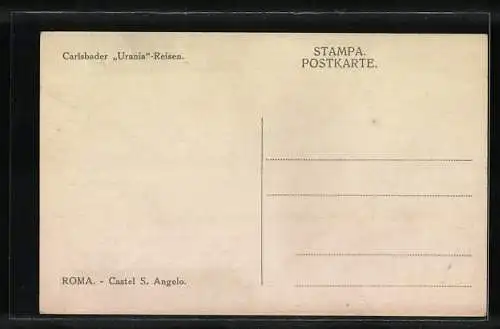 Carlsbader „Urania“-Reisen.
STAMPA.
POSTKARTE.
ROMA. - Castel S. Angelo.